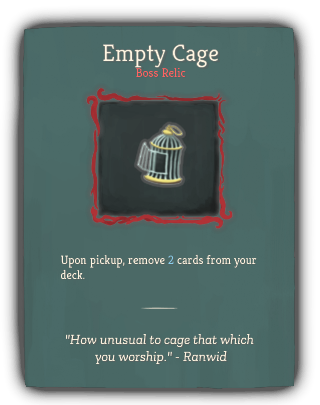 Empty Cage
Boss Relic
Upon pickup, remove 2 cards from your
deck.
"How unusual to cage that which
you worship." - Ranwid